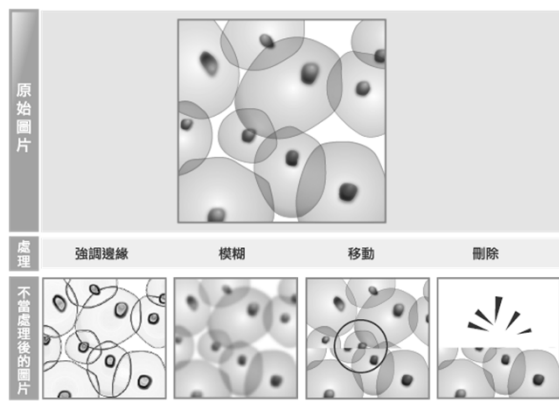 原始圖片
處理
強調邊緣
模糊
移動
刪除
不當處理後的圖片